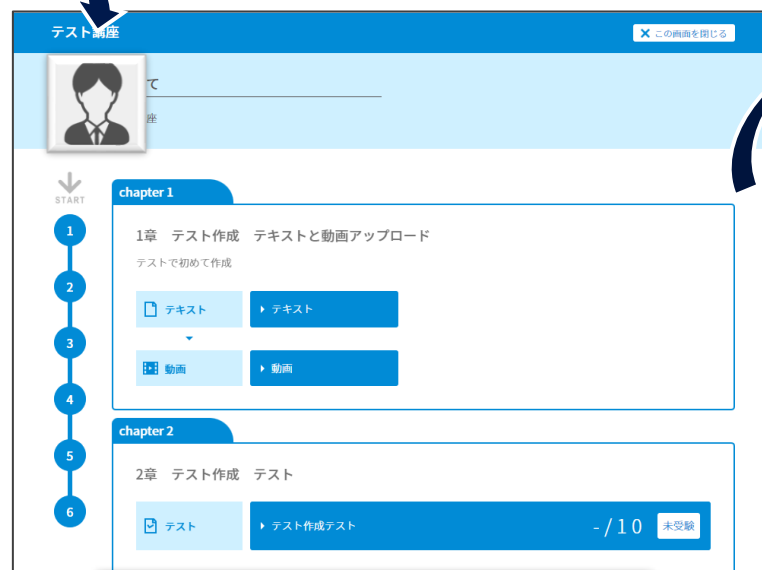 テスト講座
この画面を閉じる
て
座
START
chapter 1
1
1章　テスト作成　テキストと動画アップロード
テストで初めて作成
2
テキスト
テキスト
3
動画
動画
4
chapter 2
5
2章　テスト作成　テスト
6
テスト
テスト作成テスト
-/10
未受験